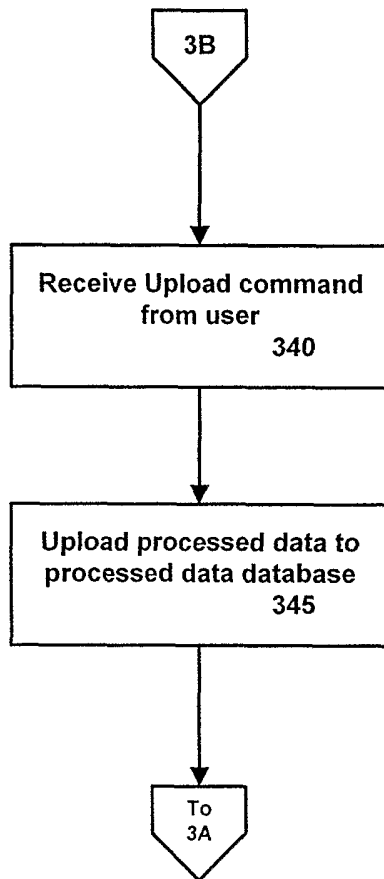 3B
Receive Upload command
from user
340
Upload processed data to
processed data database
345
To
3A